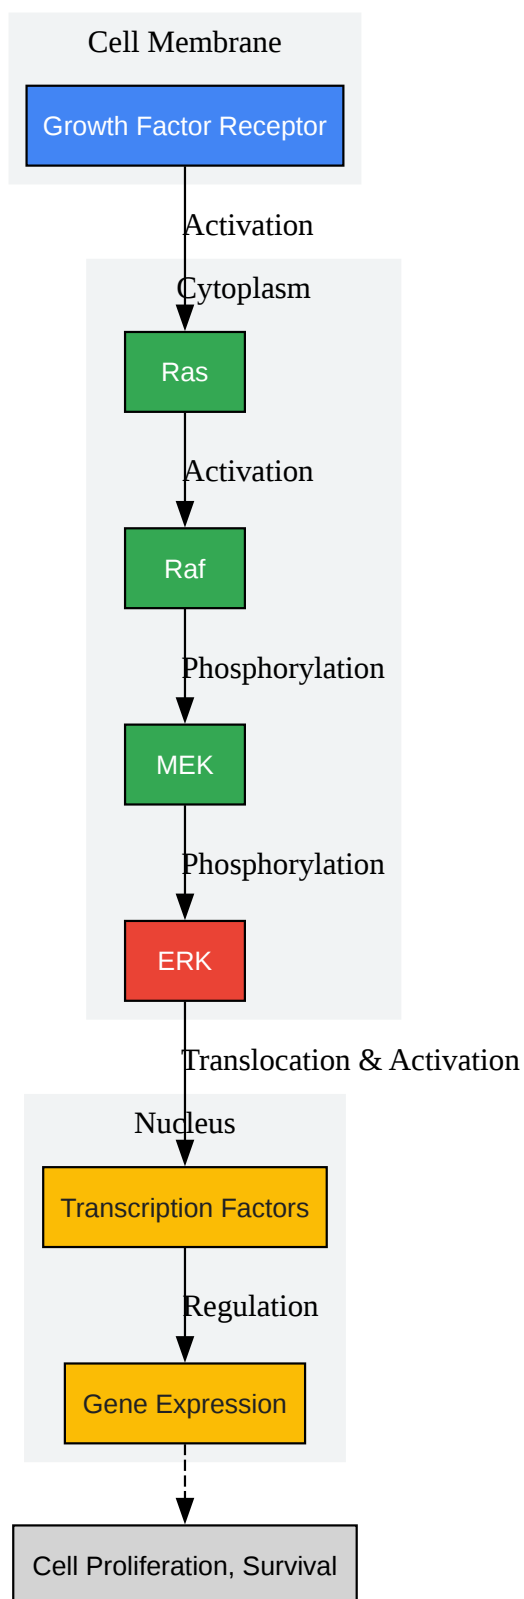 Cell Membrane
Growth Factor Receptor
Activation
Cytoplasm
Ras
Activation
Raf
Phosphorylation
MEK
Phosphorylation
ERK
Translocation & Activation
Nucleus
Transcription Factors
Regulation
Gene Expression
Cell Proliferation, Survival